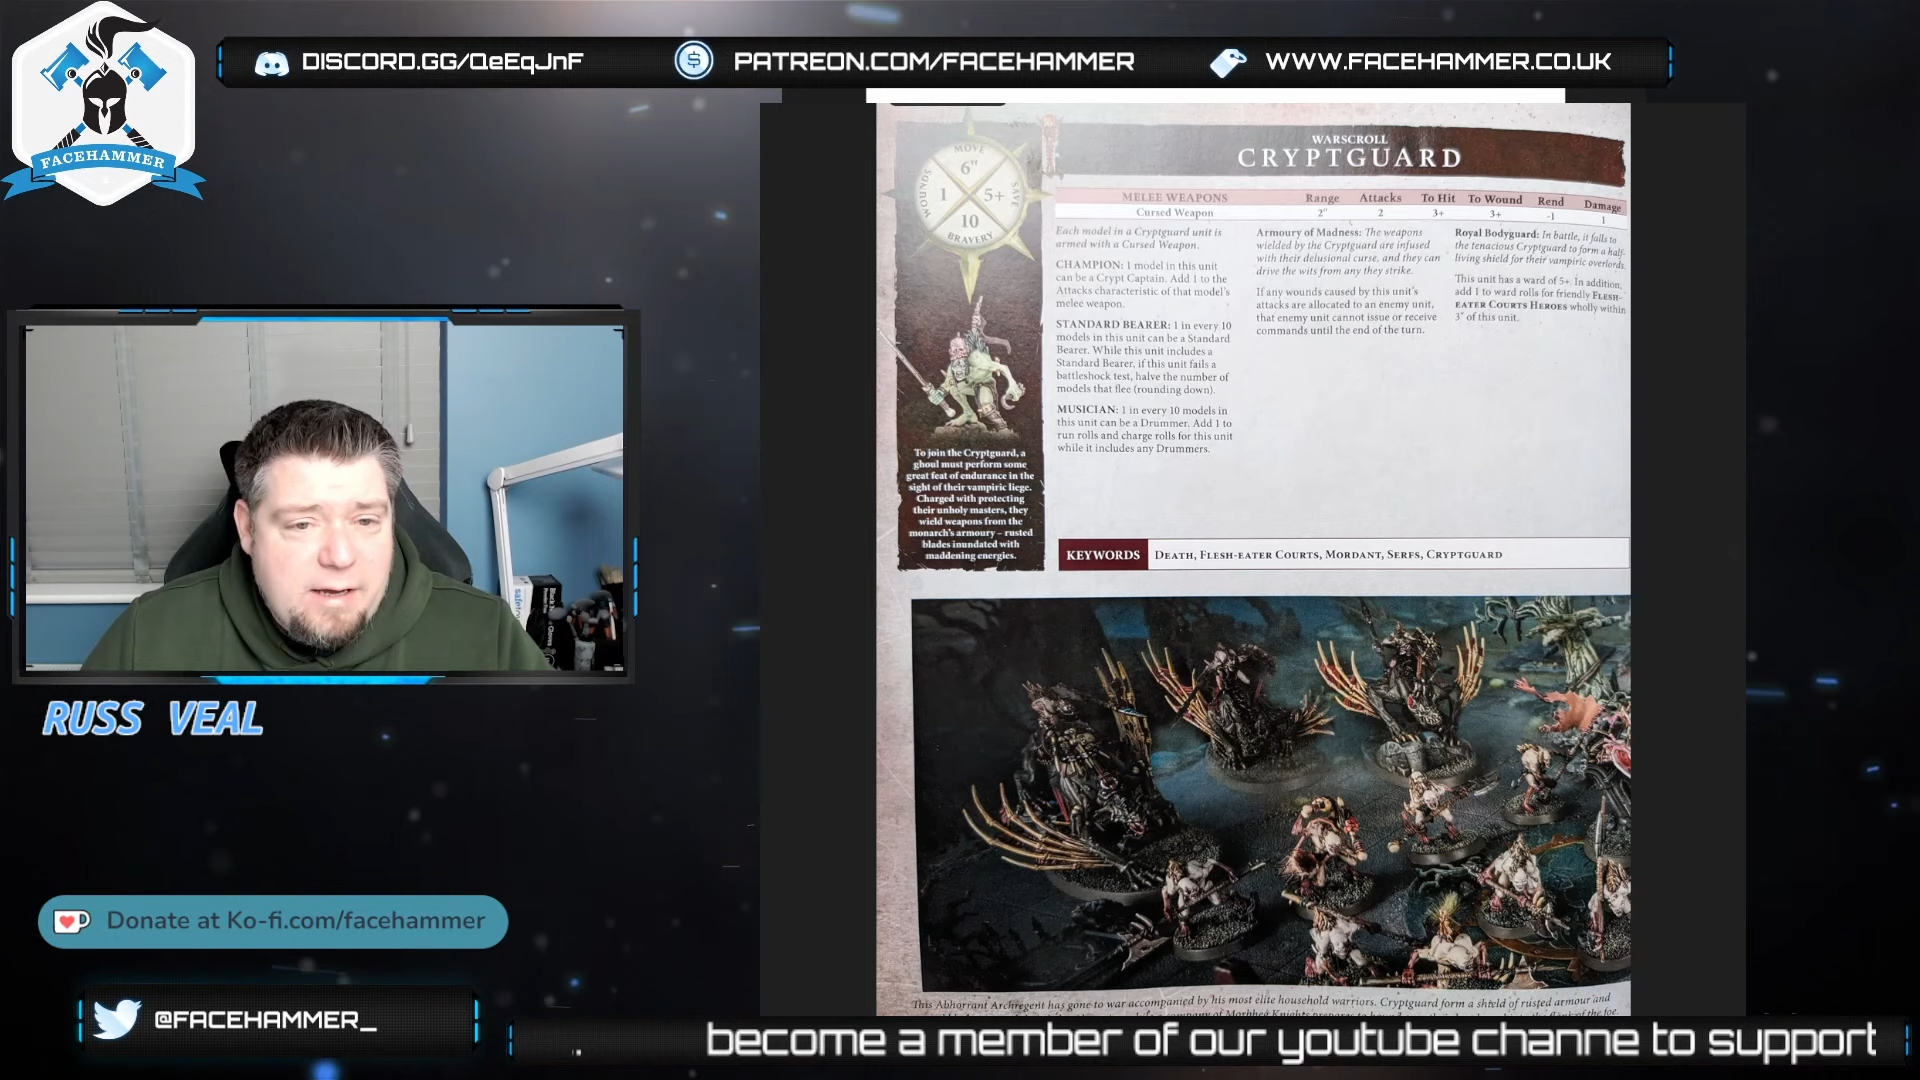 DISCORD.GG/QeEqJnF
PATREON.COM/FACEHAMMER
WWW.FACEHAMMER.CO.UK
FACEHAMMER
WARSCROLL
CRYPTGUARD
MOVE
6"
WOUNDS
1
5+
SAVE
10
BRAVERY
MELEE WEAPONS Range Attacks To Hit To Wound Rend Damage
Cursed Weapon 2" 2 3+ 3+ -1 1
Each model in a Cryptguard unit is
armed with a Cursed Weapon.
CHAMPION: 1 model in this unit
can be a Crypt Captain. Add 1 to the
Attacks characteristic of that model's
melee weapon.
STANDARD BEARER: 1 in every 10
models in this unit can be a Standard
Bearer. While this unit includes a
Standard Bearer, if this unit fails a
battleshock test, halve the number of
models that flee (rounding down).
MUSICIAN: 1 in every 10 models in
this unit can be a Drummer. Add 1 to
run rolls and charge rolls for this unit
while it includes any Drummers.
Armoury of Madness: The weapons
wielded by the Cryptguard are infused
with their delusional curse, and they can
drive the wits from any they strike.
If any wounds caused by this unit's
attacks are allocated to an enemy unit,
that enemy unit cannot issue or receive
commands until the end of the turn.
Royal Bodyguard: In battle, it falls to
the tenacious Cryptguard to form a half-
living shield for their vampiric overlords.
This unit has a ward of 5+. In addition,
add 1 to ward rolls for friendly FLESH-
EATER COURTS HEROES wholly within
3" of this unit.
To join the Cryptguard, a
ghoul must perform some
great feat of endurance in the
sight of their vampiric liege.
Charged with protecting
their unholy masters, they
wield weapons from the
monarch's armoury – rusted
blades inundated with
maddening energies.
KEYWORDS DEATH, FLESH-EATER COURTS, MORDANT, SERFS, CRYPTGUARD
RUSS VEAL
Donate at Ko-fi.com/facehammer
@FACEHAMMER_
This Abhorrant Archregent has gone to war accompanied by his most elite household warriors. Cryptguard form a shield of rusted armour and
become a member of our youtube channe to support